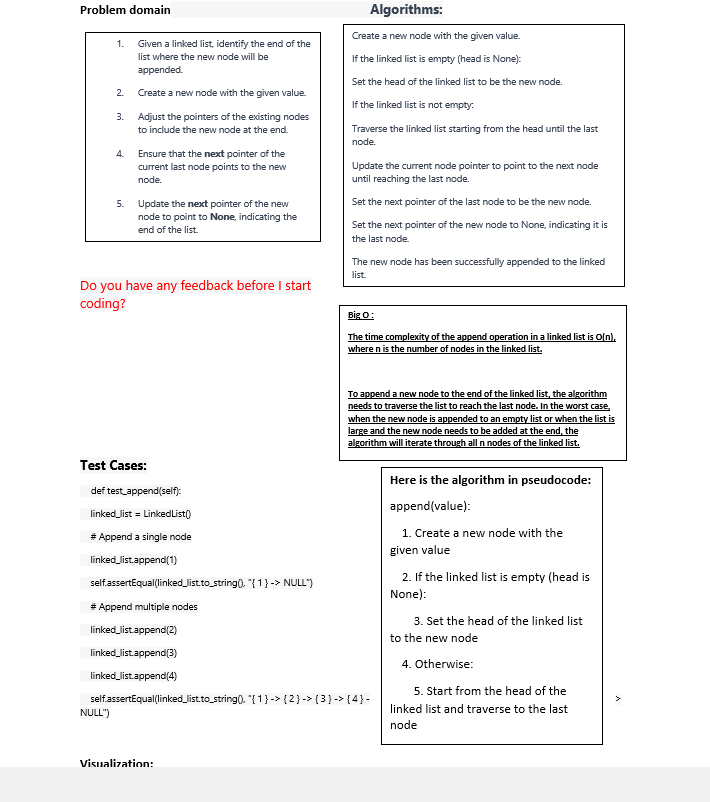 Problem domain
1. Given a linked list, identify the end of the
list where the new node will be
appended.
2. Create a new node with the given value.
3. Adjust the pointers of the existing nodes
to include the new node at the end.
4. Ensure that the next pointer of the
current last node points to the new
node.
5. Update the next pointer of the new
node to point to None, indicating the
end of the list.
Do you have any feedback before I start
coding?
Algorithms:
Create a new node with the given value.
If the linked list is empty (head is None):
Set the head of the linked list to be the new node.
If the linked list is not empty:
Traverse the linked list starting from the head until the last
node.
Update the current node pointer to point to the next node
until reaching the last node.
Set the next pointer of the last node to be the new node.
Set the next pointer of the new node to None, indicating it is
the last node.
The new node has been successfully appended to the linked
list.
Big O :
The time complexity of the append operation in a linked list is O(n),
where n is the number of nodes in the linked list.
To append a new node to the end of the linked list, the algorithm
needs to traverse the list to reach the last node. In the worst case,
when the new node is appended to an empty list or when the list is
large and the new node needs to be added at the end, the
algorithm will iterate through all n nodes of the linked list.
Test Cases:
def test_append(self):
linked_list = LinkedList()
# Append a single node
linked_list.append(1)
self.assertEqual(linked_list.to_string(), "{ 1 } -> NULL")
# Append multiple nodes
linked_list.append(2)
linked_list.append(3)
linked_list.append(4)
self.assertEqual(linked_list.to_string(), "{ 1 } -> { 2 } -> { 3 } -> { 4 } - >
NULL")
Here is the algorithm in pseudocode:
append(value):
1. Create a new node with the
given value
2. If the linked list is empty (head is
None):
3. Set the head of the linked list
to the new node
4. Otherwise:
5. Start from the head of the
linked list and traverse to the last
node
Visualization: